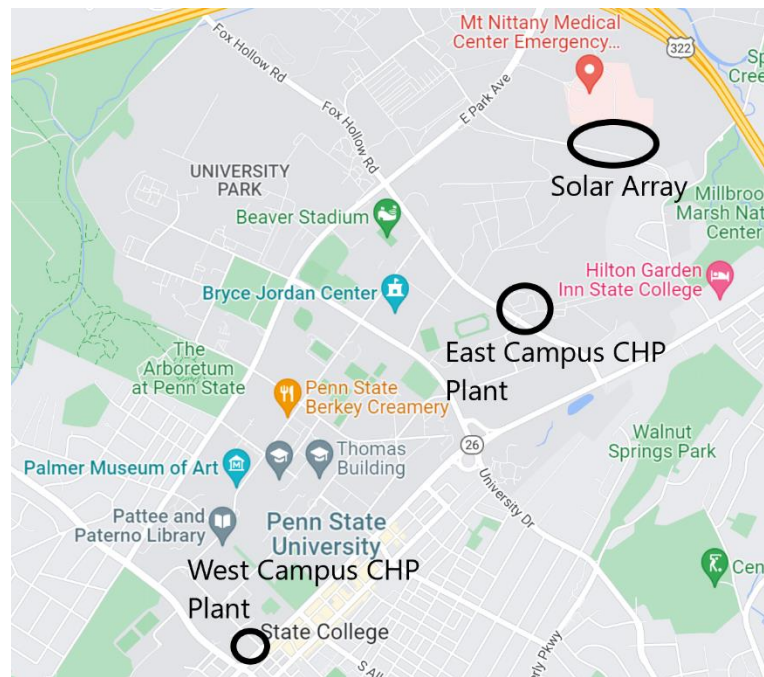 Mt Nittany Medical
Center Emergency...
322
Fox Hollow Rd
E Park Ave
Fox Hollow Rd
UNIVERSITY
PARK
Solar Array
Beaver Stadium
Millbroo
Marsh Nat
Center
Hilton Garden
Inn State College
Bryce Jordan Center
East Campus CHP
Plant
The
Arboretum
at Penn State
Penn State
Berkey Creamery
26
Walnut
Springs Park
Thomas
Building
Palmer Museum of Art
University Dr
Pattee and
Paterno Library
Penn State
University
West Campus CHP
Plant
Cen
State College